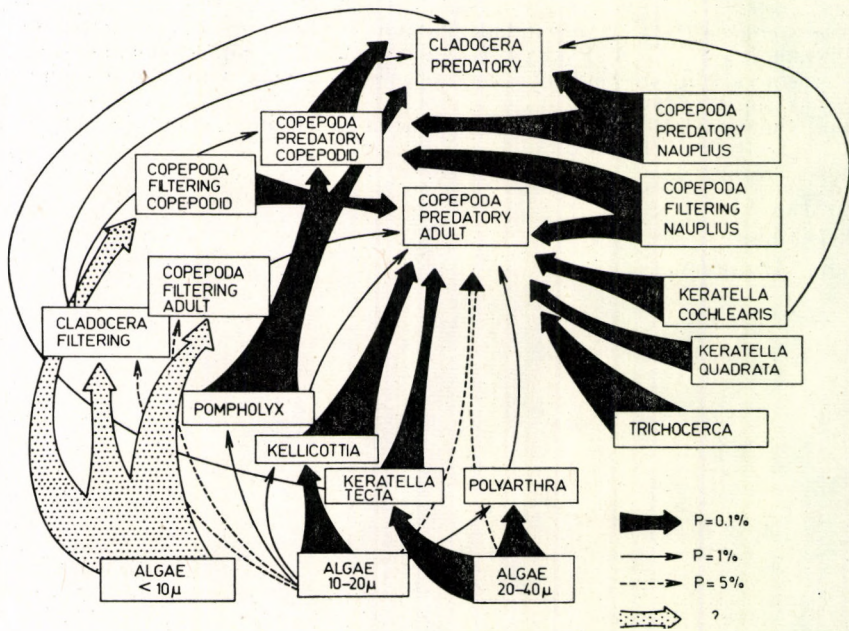 CLADOCERA
PREDATORY
COPEPODA
PREDATORY
COPEPODID
COPEPODA
PREDATORY
NAUPLIUS
COPEPODA
FILTERING
COPEPODID
COPEPODA
PREDATORY
ADULT
COPEPODA
FILTERING
NAUPLIUS
COPEPODA
FILTERING
ADULT
CLADOCERA
FILTERING
KERATELLA
COCHLEARIS
KERATELLA
QUADRATA
POMPHOLYX
TRICHOCERCA
KELLICOTTIA
KERATELLA
TECTA
POLYARTHRA
ALGAE
< 10μ
ALGAE
10–20μ
ALGAE
20–40μ
P = 0.1%
P = 1%
P = 5%
?